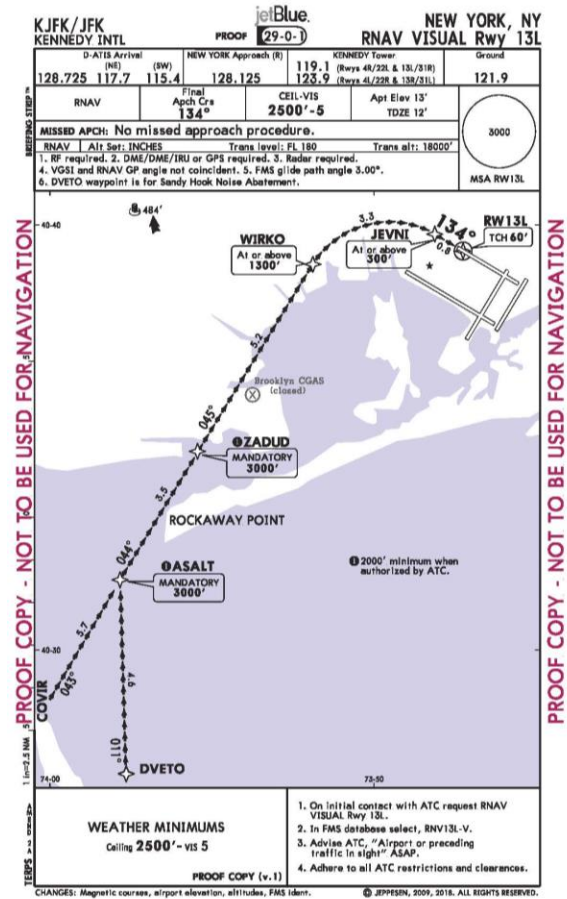 jetBlue.
KJFK/JFK
KENNEDY INTL
PROOF 29-0-1
NEW YORK, NY
RNAV VISUAL Rwy 13L
D-ATIS Arrival
(NE) (SW)
128.725 117.7 115.4
NEW YORK Approach (R)
128.125
KENNEDY Tower
119.1 (Rwys 4R/22L & 13L/31R)
123.9 (Rwys 4L/22R & 13R/31L)
Ground
121.9
BRIEFING STRIP™
RNAV
Final
Apch Crs
134°
CEIL-VIS
2500'-5
Apt Elev 13'
TDZE 12'
3000
MSA RW13L
MISSED APCH: No missed approach procedure.
RNAV Alt Set: INCHES Trans level: FL 180 Trans alt: 18000'
1. RF required. 2. DME/DME/IRU or GPS required. 3. Radar required.
4. VGSI and RNAV GP angle not coincident. 5. FMS glide path angle 3.00°.
6. DVETO waypoint is for Sandy Hook Noise Abatement.
PROOF COPY - NOT TO BE USED FOR NAVIGATION
40-40
484'
3.3
134°
RW13L
TCH 60'
JEVNI
At or above
300'
0.8
WIRKO
At or above
1300'
5.2
Brooklyn CGAS
(closed)
045°
ZADUD
MANDATORY
3000'
3.5
ROCKAWAY POINT
044°
ASALT
MANDATORY
3000'
2000' minimum when
authorized by ATC.
5.7
043°
40-30
COVIR
4.6
011°
DVETO
74-00
73-50
5
5
1 in=2.5 NM
PROOF COPY - NOT TO BE USED FOR NAVIGATION
TERPS
AMEND 2A
WEATHER MINIMUMS
Ceiling 2500'- VIS 5
PROOF COPY (v.1)
1. On initial contact with ATC request RNAV
VISUAL Rwy 13L.
2. In FMS database select, RNV13L-V.
3. Advise ATC, "Airport or preceding
traffic in sight" ASAP.
4. Adhere to all ATC restrictions and clearances.
CHANGES: Magnetic courses, airport elevation, altitudes, FMS ident.
© JEPPESEN, 2009, 2018. ALL RIGHTS RESERVED.